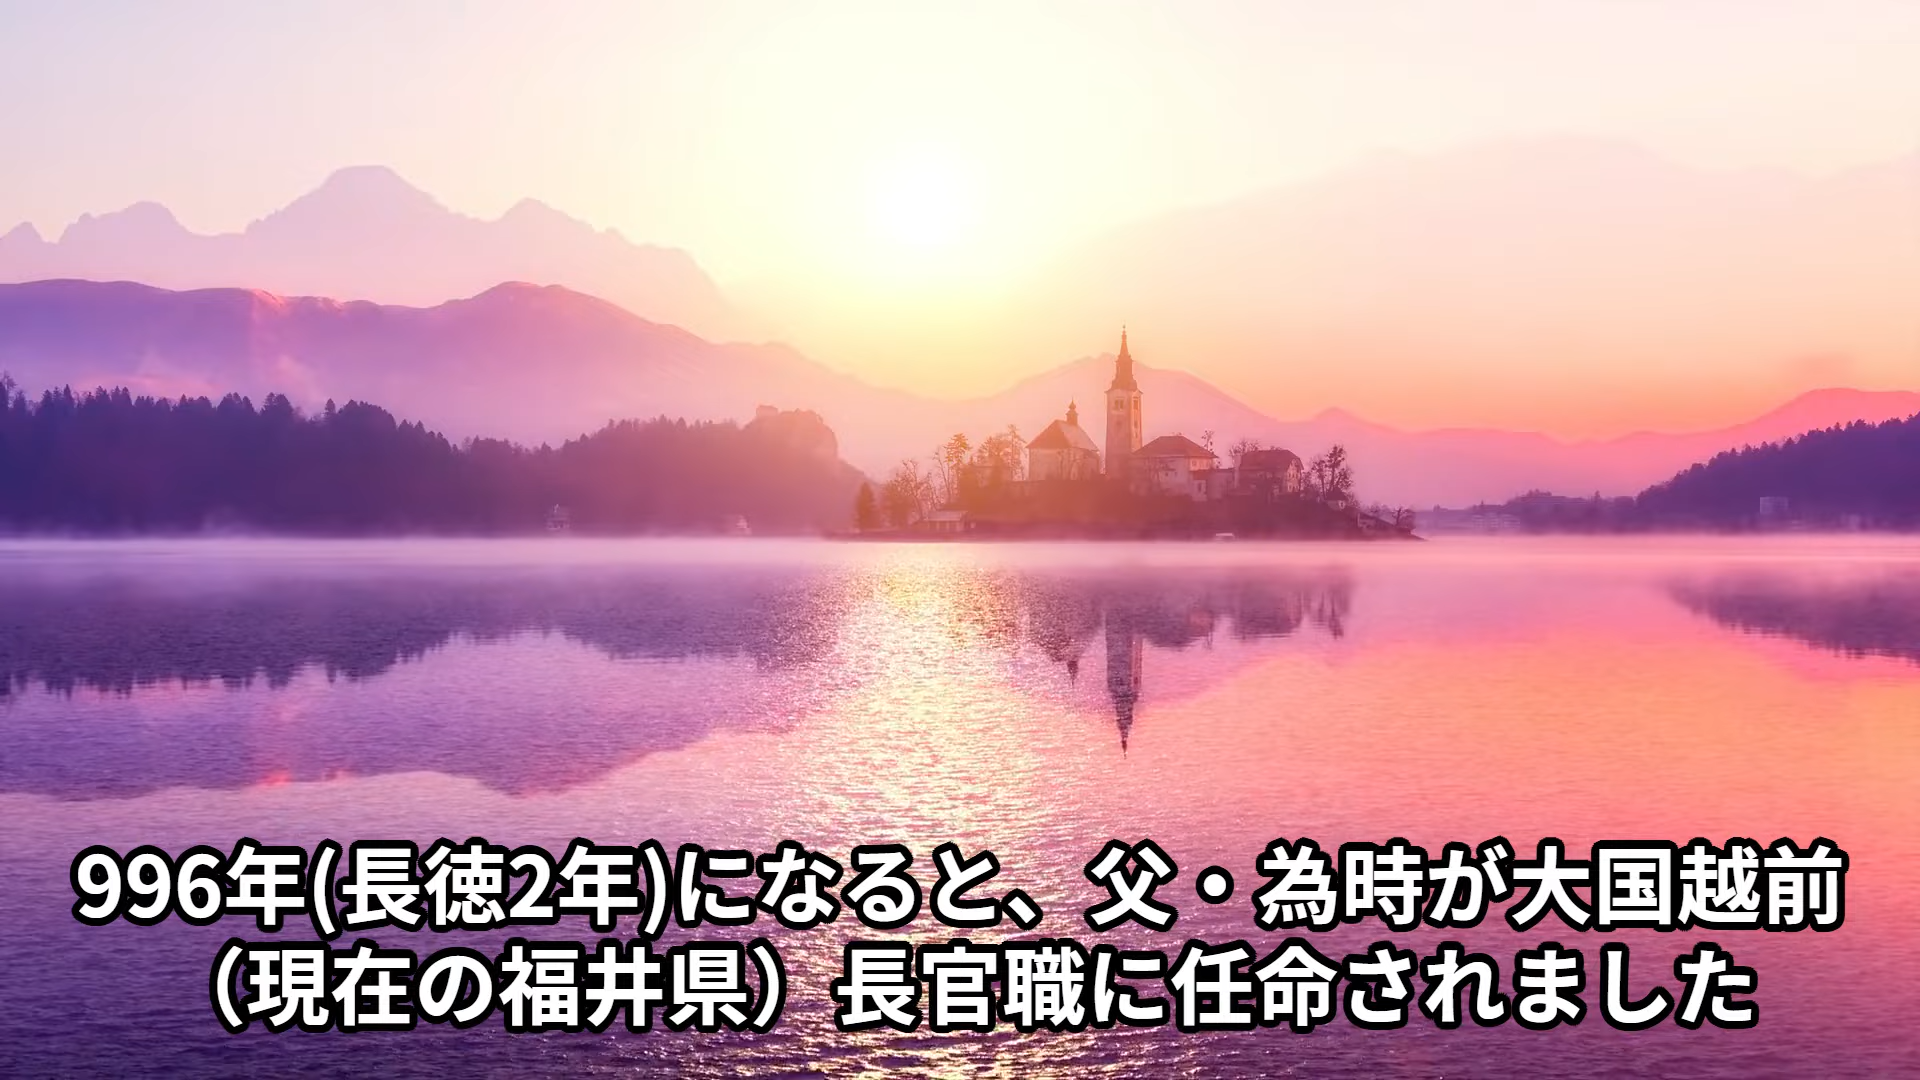 996年(長徳2年)になると、父・為時が大国越前
（現在の福井県）長官職に任命されました